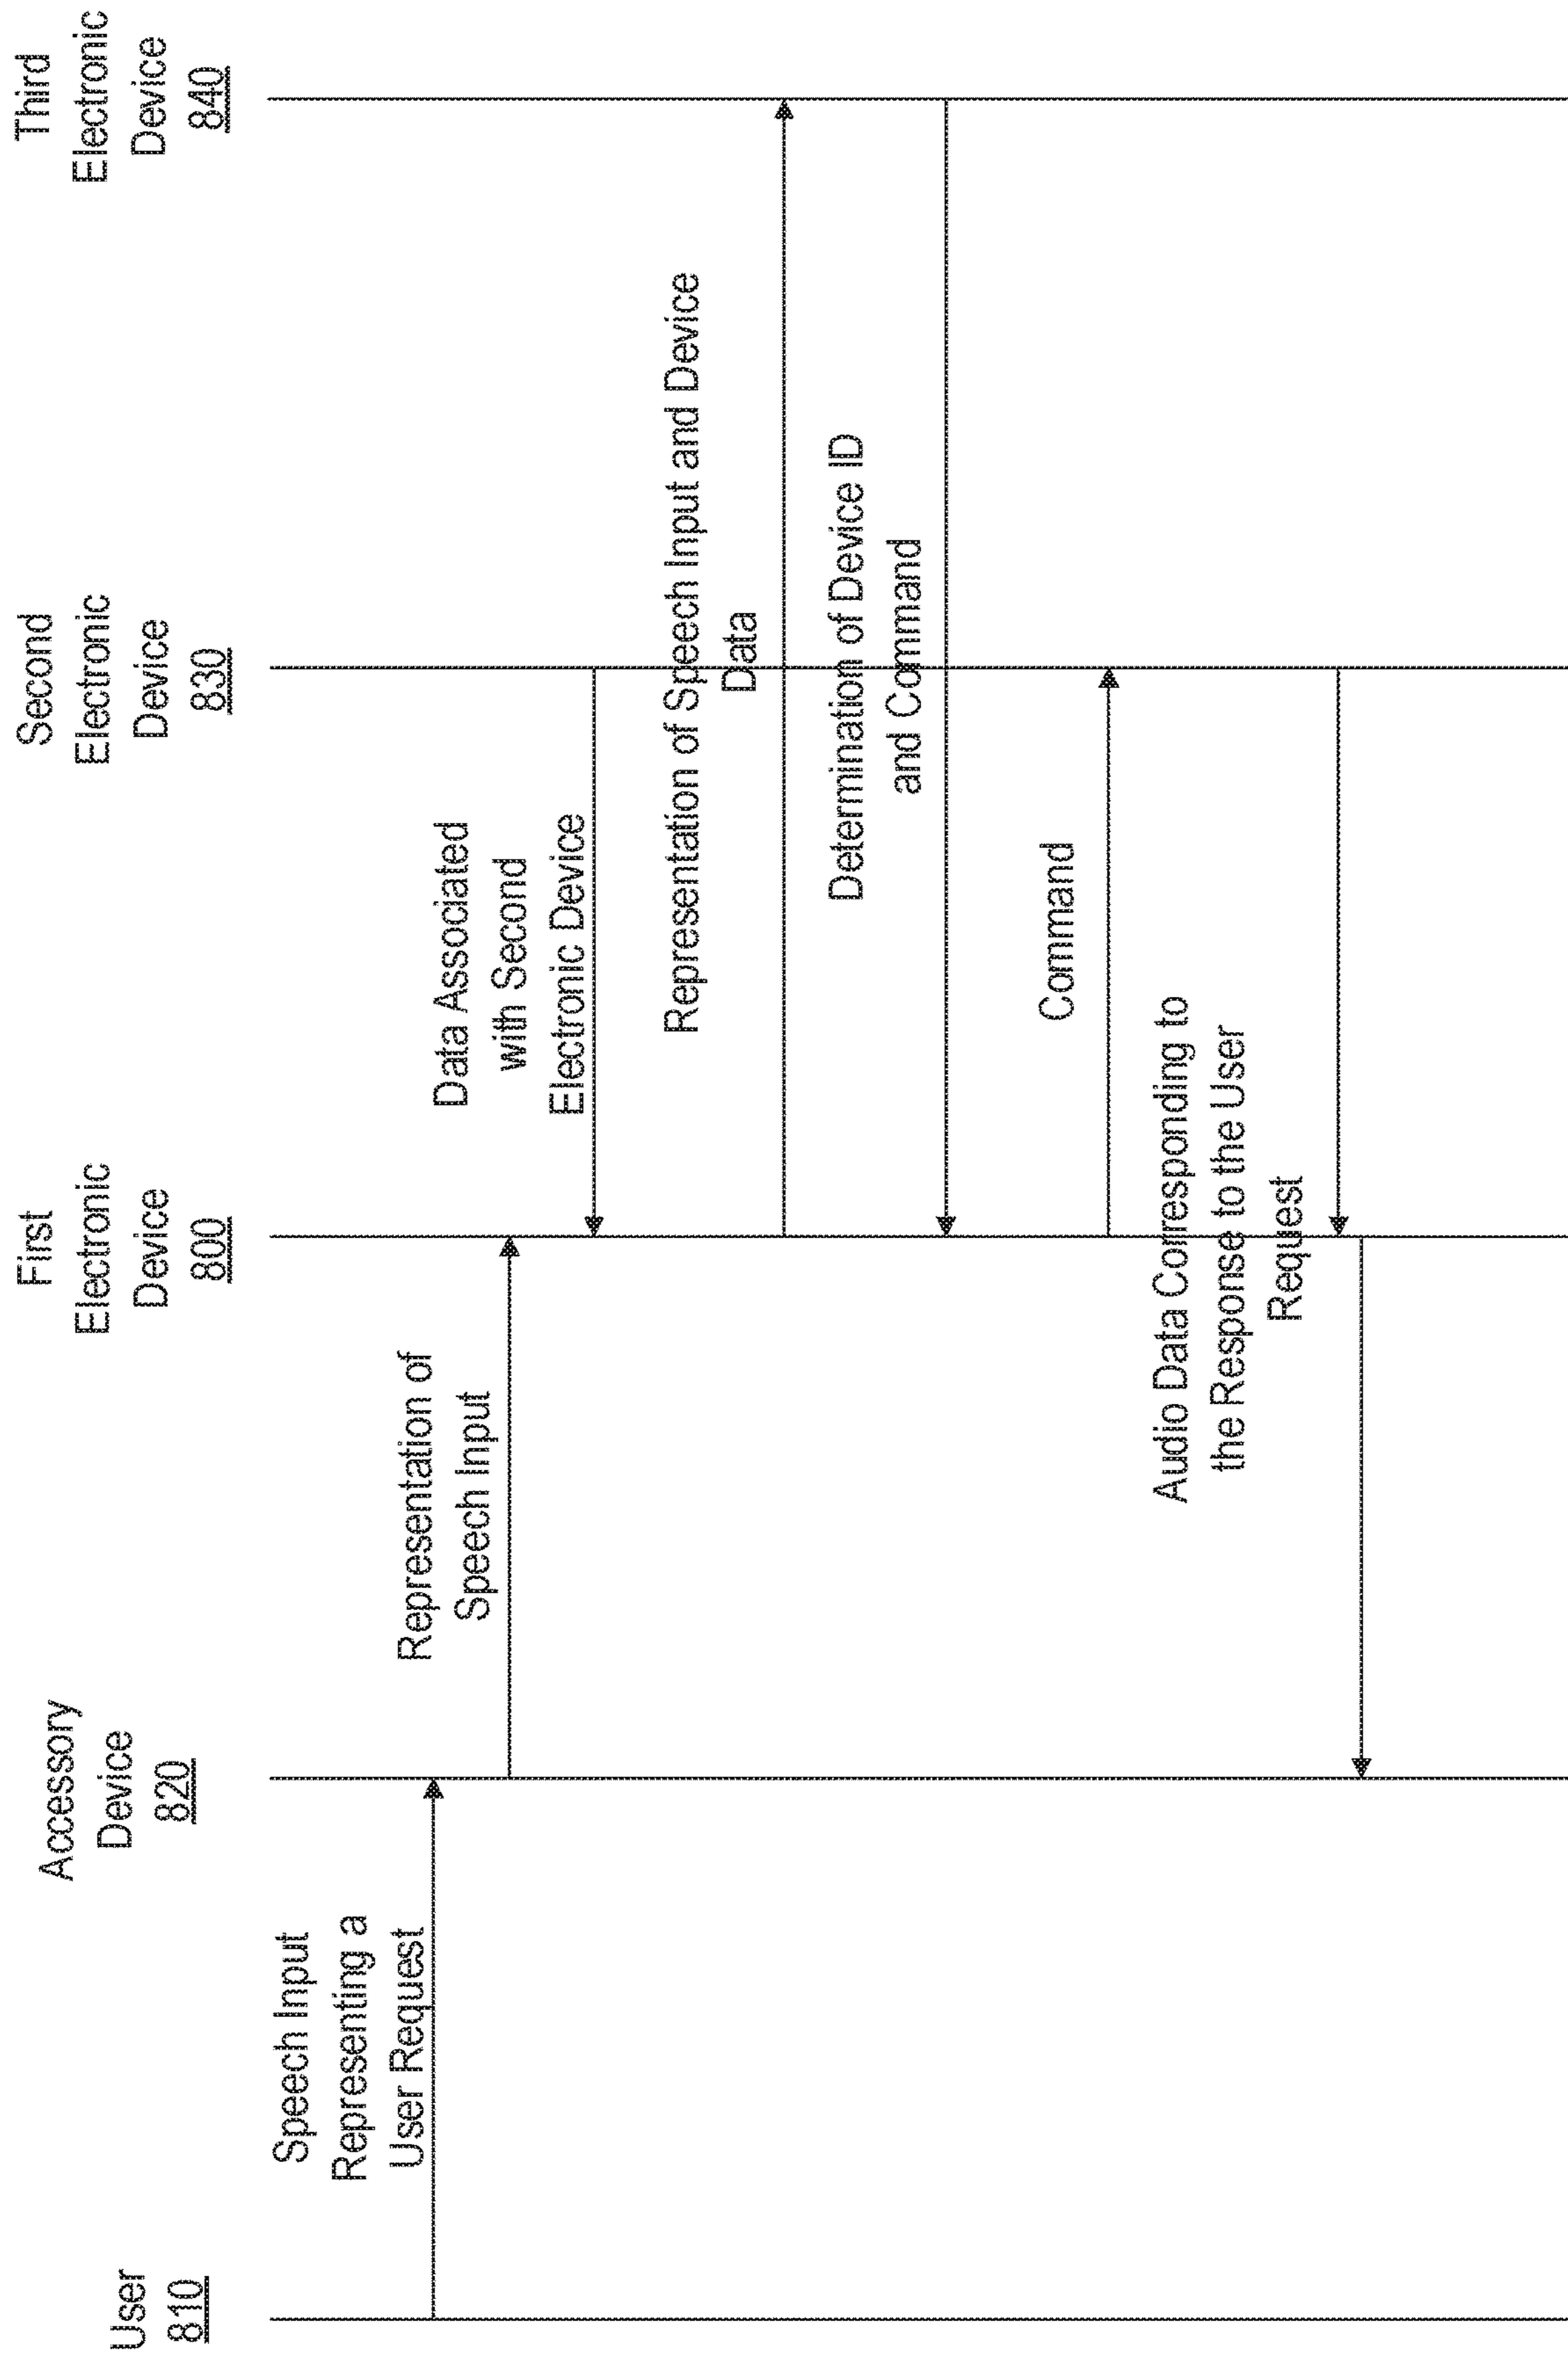 User
810
Accessory
Device
820
First
Electronic
Device
800
Second
Electronic
Device
830
Third
Electronic
Device
840
Speech Input
Representing a
User Request
Representation of
Speech Input
Data Associated
with Second
Electronic Device
Representation of Speech Input and Device
Data
Determination of Device ID
and Command
Command
Audio Data Corresponding to
the Response to the User
Request